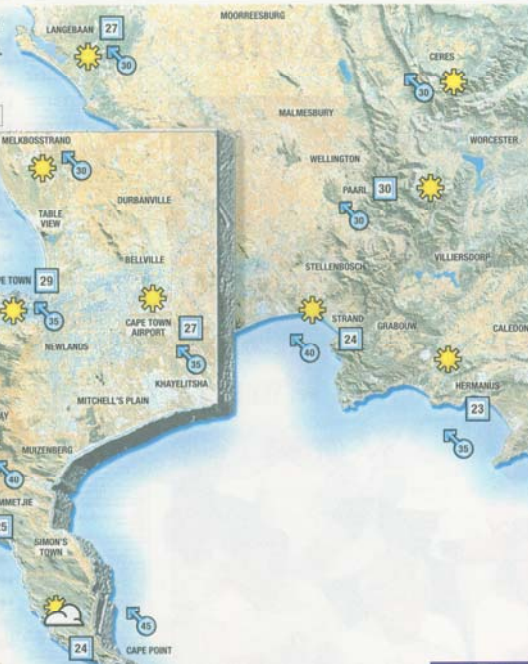 MOORREESBURG
LANGEBAAN 27
30
CERES
30
MALMESBURY
WORCESTER
MELKBOSSTRAND
30
WELLINGTON
PAARL 30
30
DURBANVILLE
TABLE
VIEW
BELLVILLE
VILLIERSDORP
STELLENBOSCH
TOWN 29
35
CAPE TOWN
AIRPORT
27
35
STRAND
24
40
GRABOUW
CALEDON
NEWLANDS
KHAYELITSHA
HERMANUS
23
35
MITCHELL'S PLAIN
MUIZENBERG
40
SIMON'S
TOWN
45
24
CAPE POINT